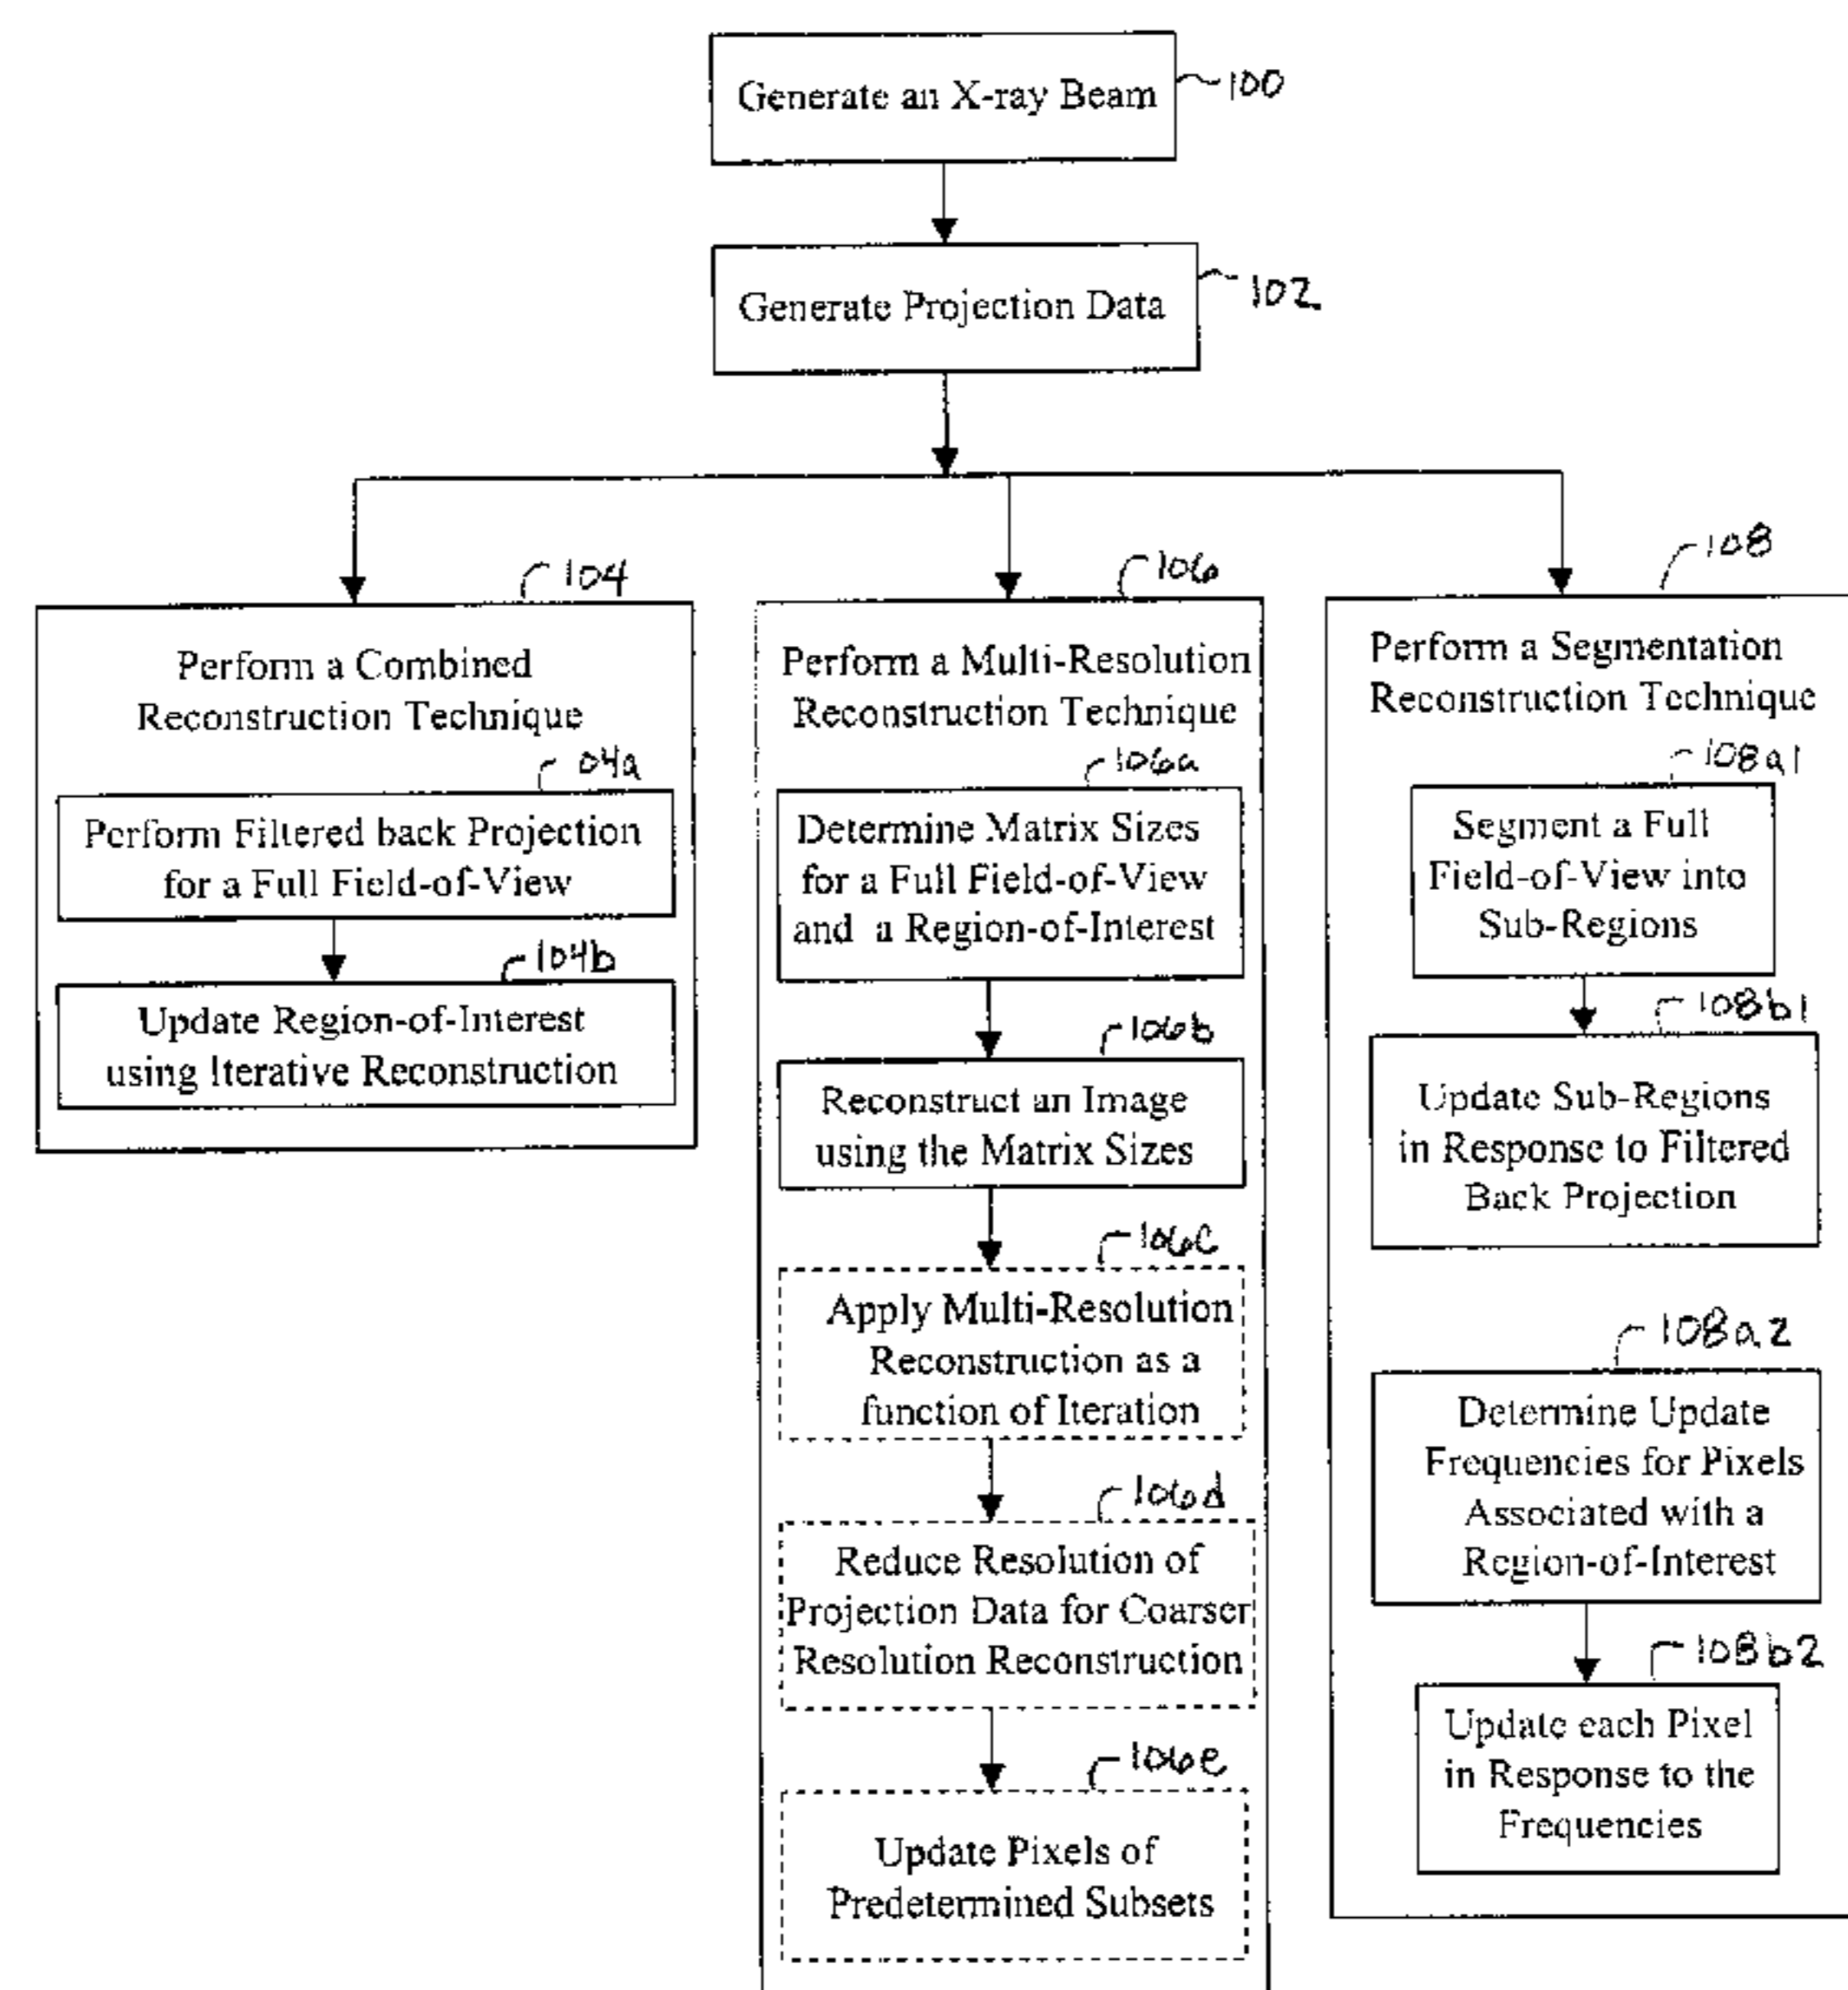 Generate an X-ray Beam
100
Generate Projection Data
102
104
Perform a Combined
Reconstruction Technique
04a
Perform Filtered back Projection
for a Full Field-of-View
104b
Update Region-of-Interest
using Iterative Reconstruction
106
Perform a Multi-Resolution
Reconstruction Technique
106a
Determine Matrix Sizes
for a Full Field-of-View
and a Region-of-Interest
106b
Reconstruct an Image
using the Matrix Sizes
106c
Apply Multi-Resolution
Reconstruction as a
function of Iteration
106d
Reduce Resolution of
Projection Data for Coarser
Resolution Reconstruction
106e
Update Pixels of
Predetermined Subsets
108
Perform a Segmentation
Reconstruction Technique
108a1
Segment a Full
Field-of-View into
Sub-Regions
108b1
Update Sub-Regions
in Response to Filtered
Back Projection
108a2
Determine Update
Frequencies for Pixels
Associated with a
Region-of-Interest
108b2
Update each Pixel
in Response to the
Frequencies